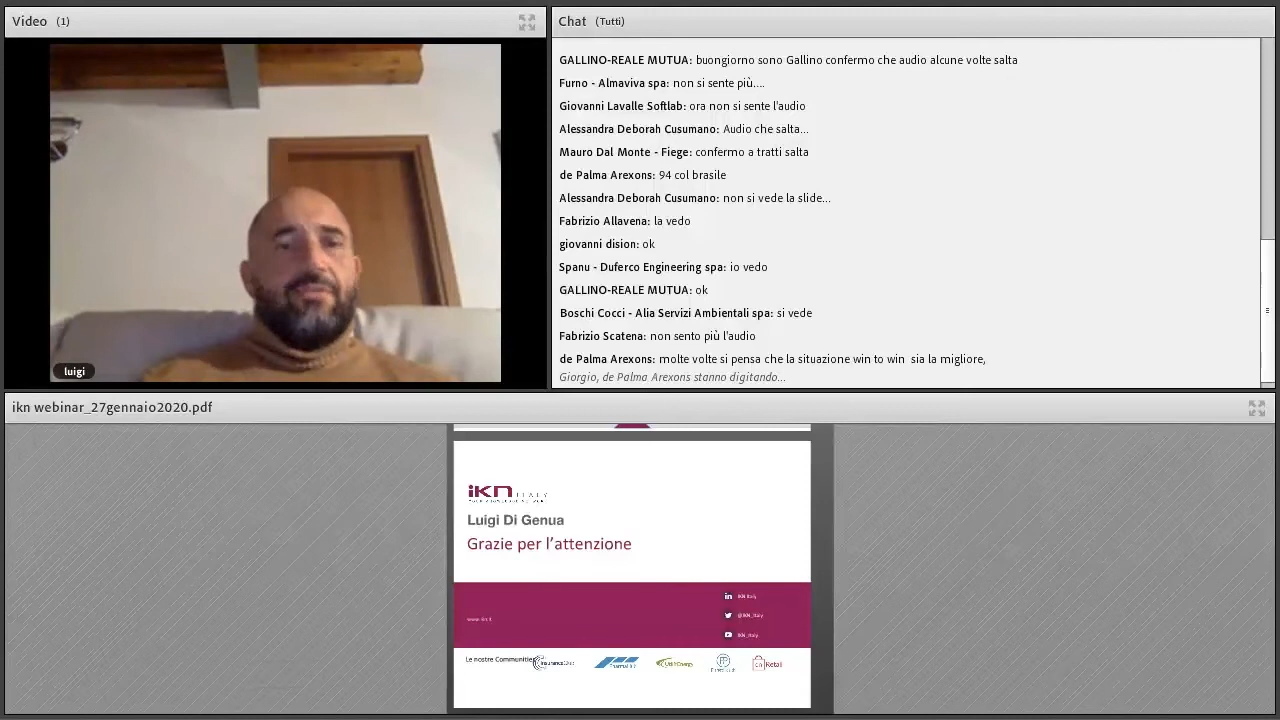 Video (1)
luigi
Chat (Tutti)
GALLINO-REALE MUTUA: buongiorno sono Gallino confermo che audio alcune volte salta
Furno - Almaviva spa: non si sente più....
Giovanni Lavalle Softlab: ora non si sente l'audio
Alessandra Deborah Cusumano: Audio che salta...
Mauro Dal Monte - Fiege: confermo a tratti salta
de Palma Arexons: 94 col brasile
Alessandra Deborah Cusumano: non si vede la slide...
Fabrizio Allavena: la vedo
giovanni dision: ok
Spanu - Duferco Engineering spa: io vedo
GALLINO-REALE MUTUA: ok
Boschi Cocci - Alia Servizi Ambientali spa: si vede
Fabrizio Scatena: non sento più l'audio
de Palma Arexons: molte volte si pensa che la situazione win to win sia la migliore,
Giorgio, de Palma Arexons stanno digitando...
ikn webinar_27gennaio2020.pdf
iKN ITALY
Luigi Di Genua
Grazie per l'attenzione
IKN Italy
@IKN_Italy
IKN_Italy
Le nostre Communities
Retail